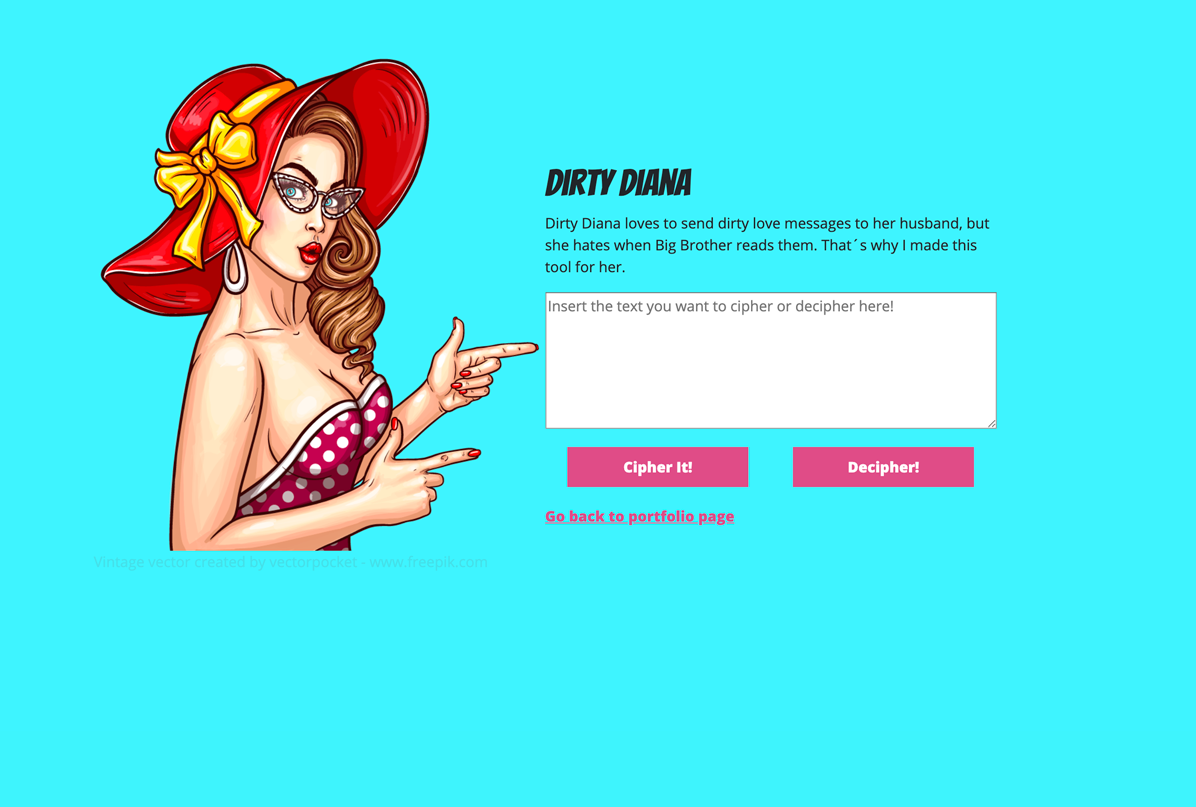 DIRTY DIANA
Dirty Diana loves to send dirty love messages to her husband, but
she hates when Big Brother reads them. That´s why I made this
tool for her.
Insert the text you want to cipher or decipher here!
Cipher It!
Decipher!
Go back to portfolio page
Vintage vector created by vectorpocket - www.freepik.com